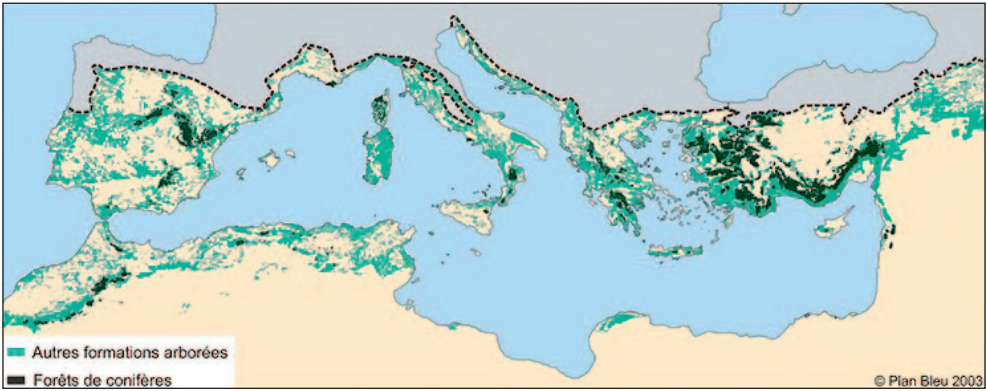 Autres formations arborées
Forêts de conifères
© Plan Bleu 2003